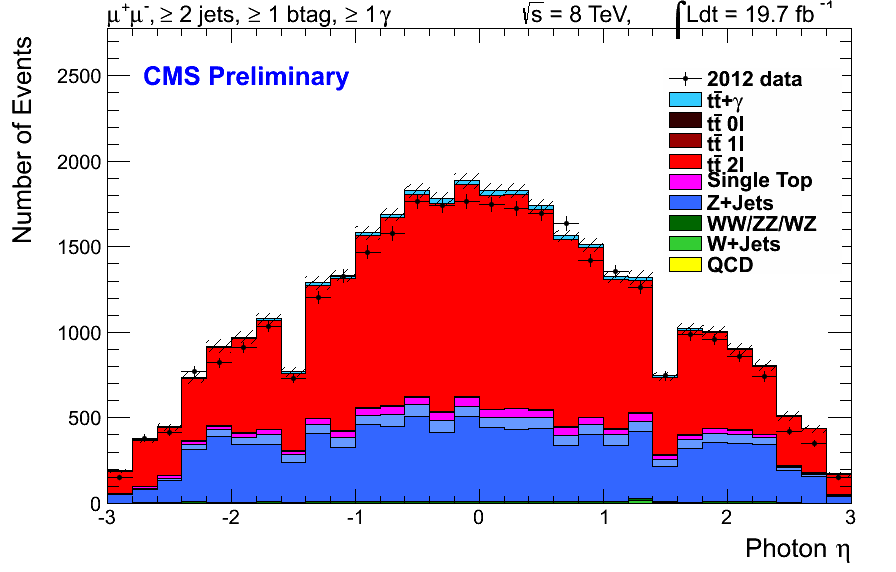 μ⁺μ⁻, ≥ 2 jets, ≥ 1 btag, ≥ 1 γ √s = 8 TeV, ∫Ldt = 19.7 fb⁻¹
CMS Preliminary
Number of Events
2500
2000
1500
1000
500
0
2012 data
tt̄+γ
tt̄ 0l
tt̄ 1l
tt̄ 2l
Single Top
Z+Jets
WW/ZZ/WZ
W+Jets
QCD
-3 -2 -1 0 1 2 3
Photon η